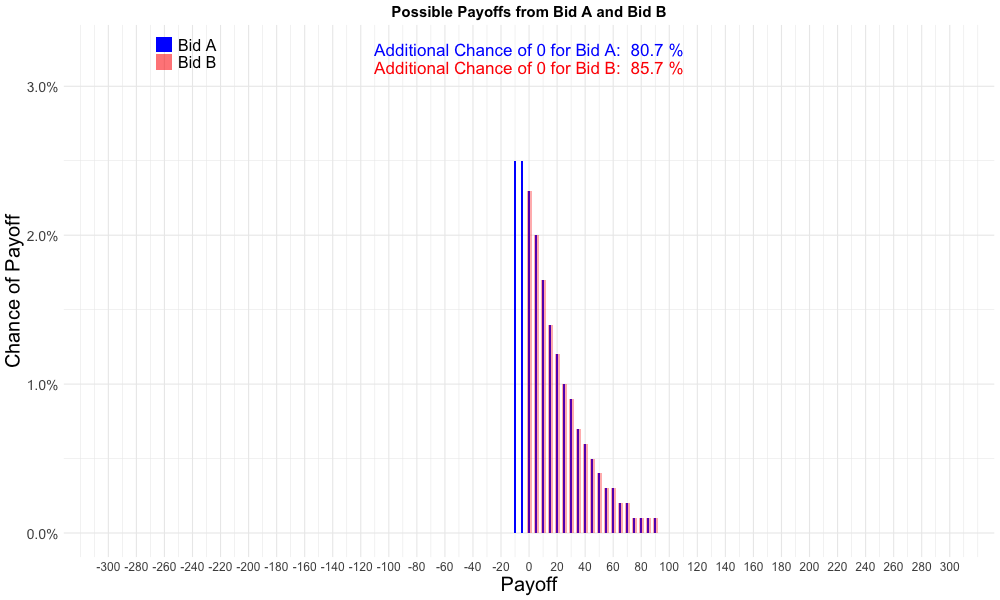 Possible Payoffs from Bid A and Bid B
Bid A
Bid B
Additional Chance of 0 for Bid A: 80.7 %
Additional Chance of 0 for Bid B: 85.7 %
Chance of Payoff
3.0%
2.0%
1.0%
0.0%
-300 -280 -260 -240 -220 -200 -180 -160 -140 -120 -100 -80 -60 -40 -20 0 20 40 60 80 100 120 140 160 180 200 220 240 260 280 300
Payoff